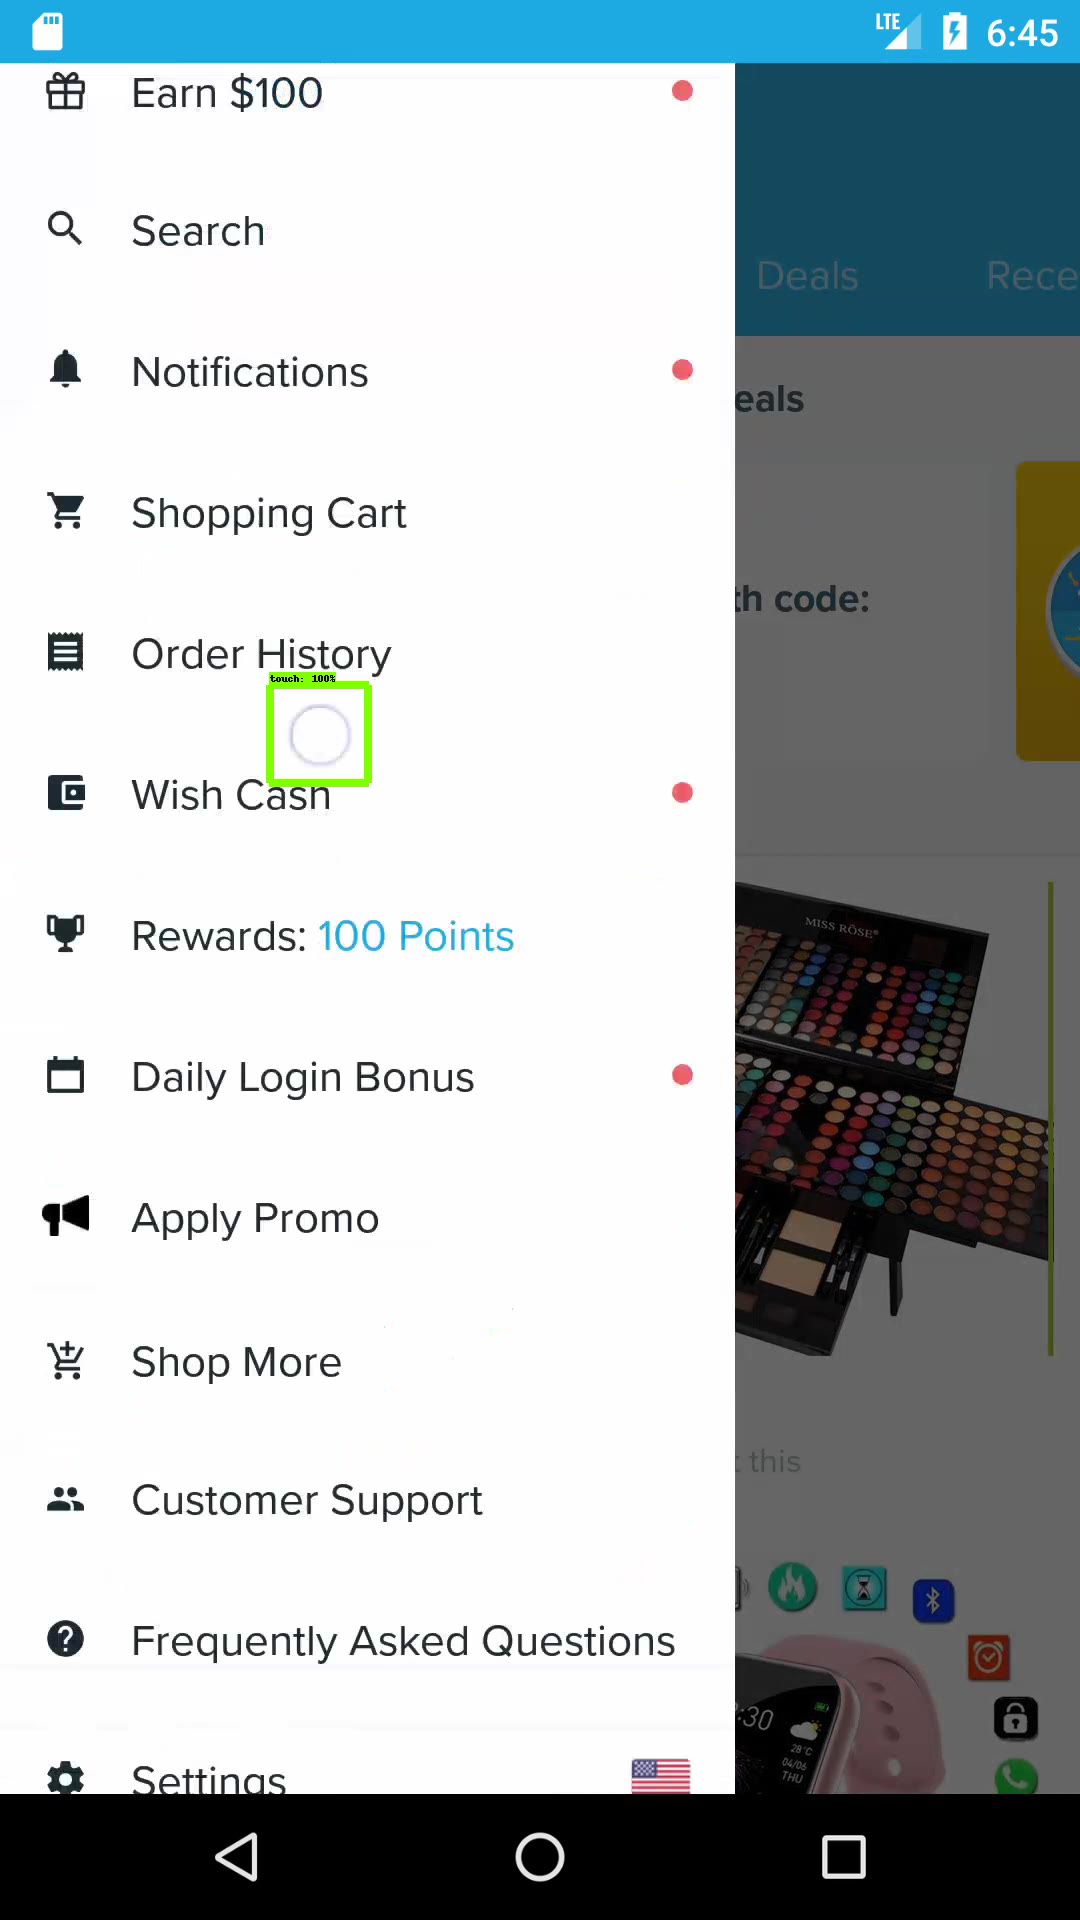 LTE 6:45
Earn $100
Search
Deals
Rece
Notifications
eals
Shopping Cart
th code:
Order History
touch: 100%
Wish Cash
Rewards: 100 Points
MISS RÖSE®
Daily Login Bonus
Apply Promo
Shop More
t this
Customer Support
Frequently Asked Questions
:30
28°C
04/06
THU
Settings